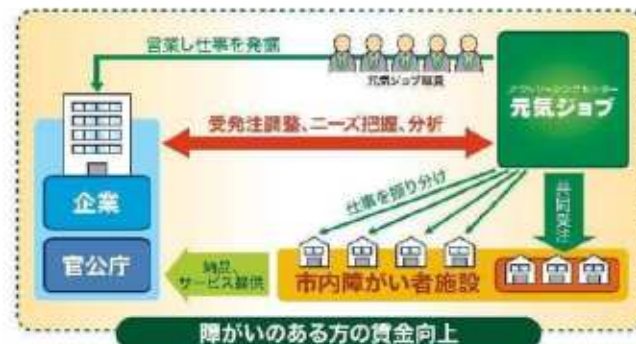 営業し仕事を発掘
元気ジョブ職員
アウトソーシングセンター
元気ジョブ
受発注調整、ニーズ把握、分析
企業
官公庁
仕事を振り分け
共同受注
納品、
サービス提供
市内障がい者施設
障がいのある方の賃金向上